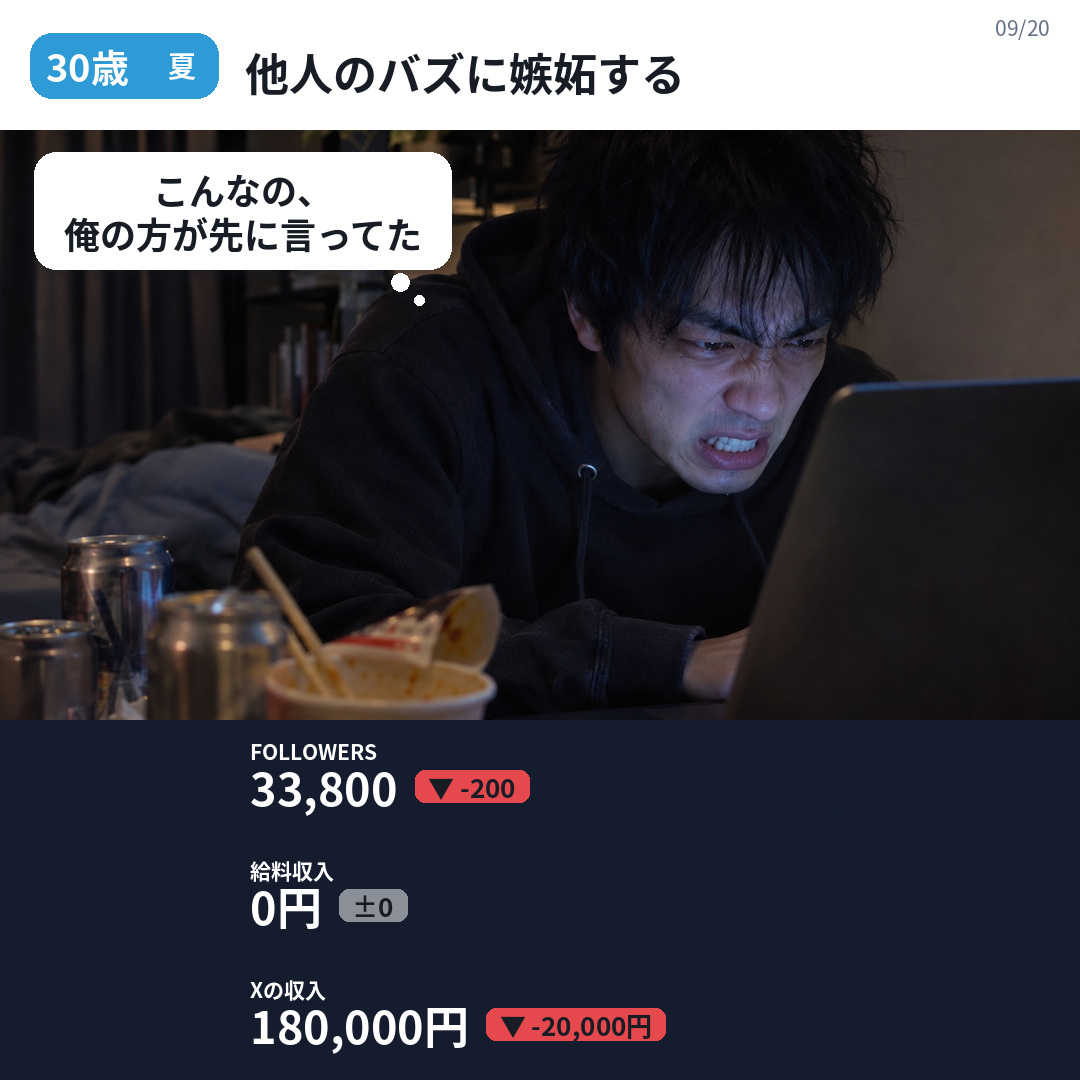 09/20
30歳 夏
他人のバズに嫉妬する
こんなの、
俺の方が先に言ってた
FOLLOWERS
33,800 ▼ -200
給料収入
0円 ±0
Xの収入
180,000円 ▼ -20,000円